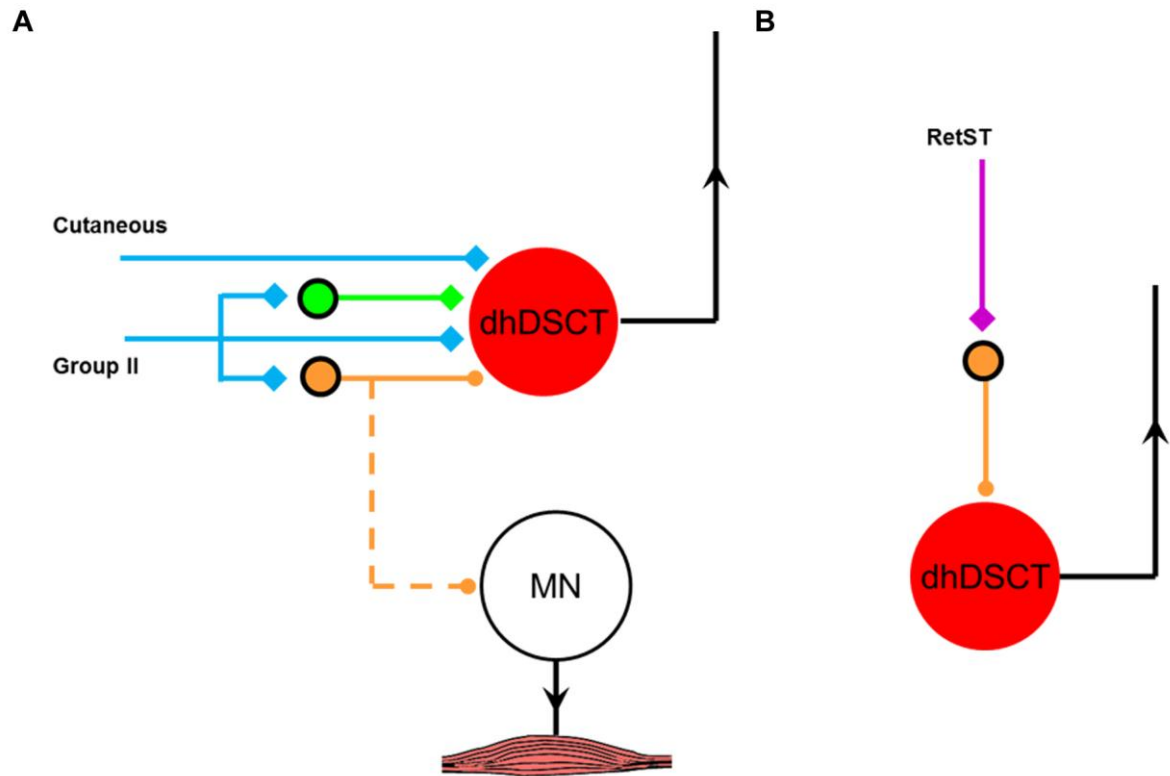 A
B
RetST
Cutaneous
dhDSCT
Group II
MN
dhDSCT